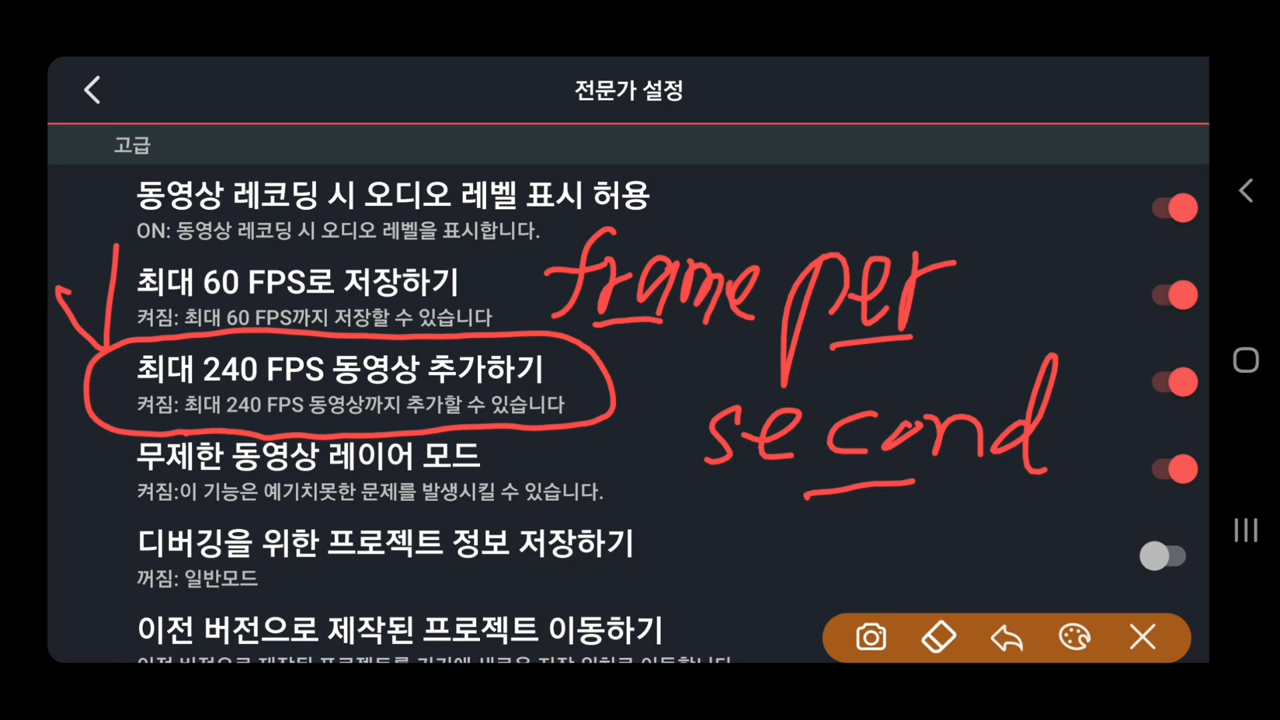 전문가 설정
고급
동영상 레코딩 시 오디오 레벨 표시 허용
ON: 동영상 레코딩 시 오디오 레벨을 표시합니다.
최대 60 FPS로 저장하기
켜짐: 최대 60 FPS까지 저장할 수 있습니다
frame per
최대 240 FPS 동영상 추가하기
켜짐: 최대 240 FPS 동영상까지 추가할 수 있습니다
second
무제한 동영상 레이어 모드
켜짐:이 기능은 예기치못한 문제를 발생시킬 수 있습니다.
디버깅을 위한 프로젝트 정보 저장하기
꺼짐: 일반모드
이전 버전으로 제작된 프로젝트 이동하기